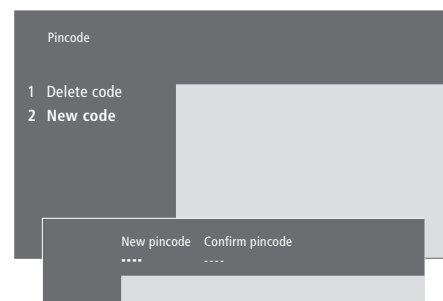 Pincode
1 Delete code
2 New code
New pincode Confirm pincode
---- ----